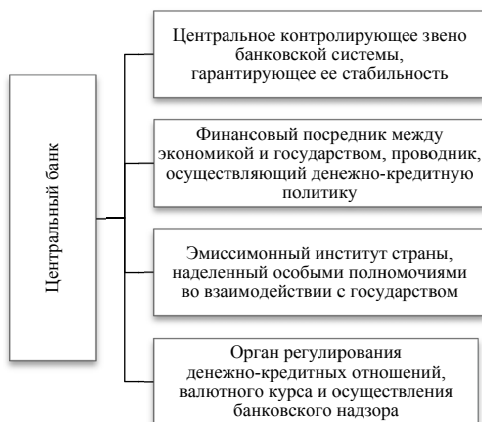 Центральный банк
Центральное контролирующее звено
банковской системы,
гарантирующее ее стабильность
Финансовый посредник между
экономикой и государством, проводник,
осуществляющий денежно-кредитную
политику
Эмиссимонный институт страны,
наделенный особыми полномочиями
во взаимодействии с государством
Орган регулирования
денежно-кредитных отношений,
валютного курса и осуществления
банковского надзора